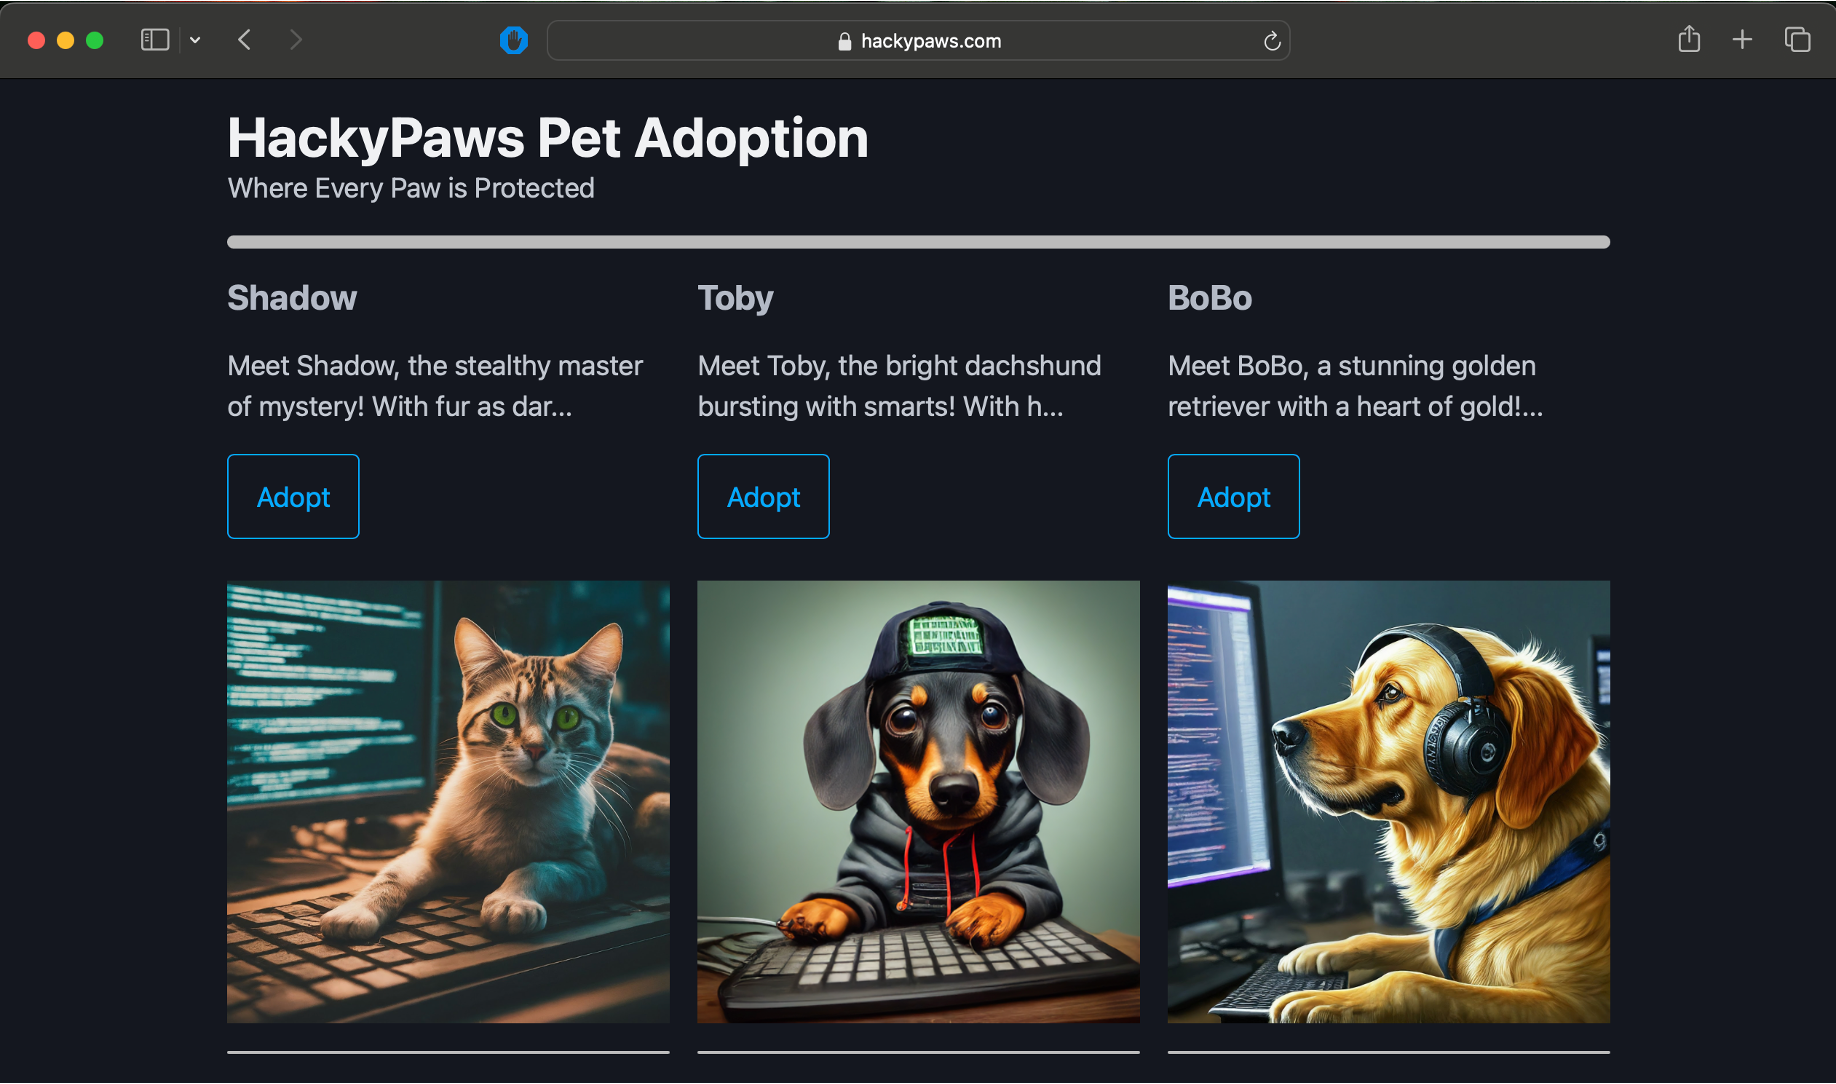 hackypaws.com
HackyPaws Pet Adoption
Where Every Paw is Protected
Shadow
Meet Shadow, the stealthy master
of mystery! With fur as dar...
Adopt
Toby
Meet Toby, the bright dachshund
bursting with smarts! With h...
Adopt
BoBo
Meet BoBo, a stunning golden
retriever with a heart of gold!...
Adopt